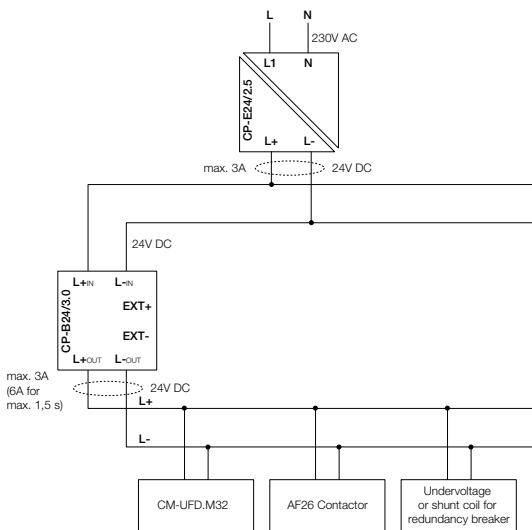 L N
230V AC
L1 N
CP-E24/2.5
L+ L-
max. 3A 24V DC
24V DC
L+IN L-IN
CP-B24/3.0
EXT+
EXT-
L+OUT L-OUT
max. 3A
(6A for
max. 1,5 s)
24V DC
L+
L-
CM-UFD.M32
AF26 Contactor
Undervoltage
or shunt coil for
redundancy breaker